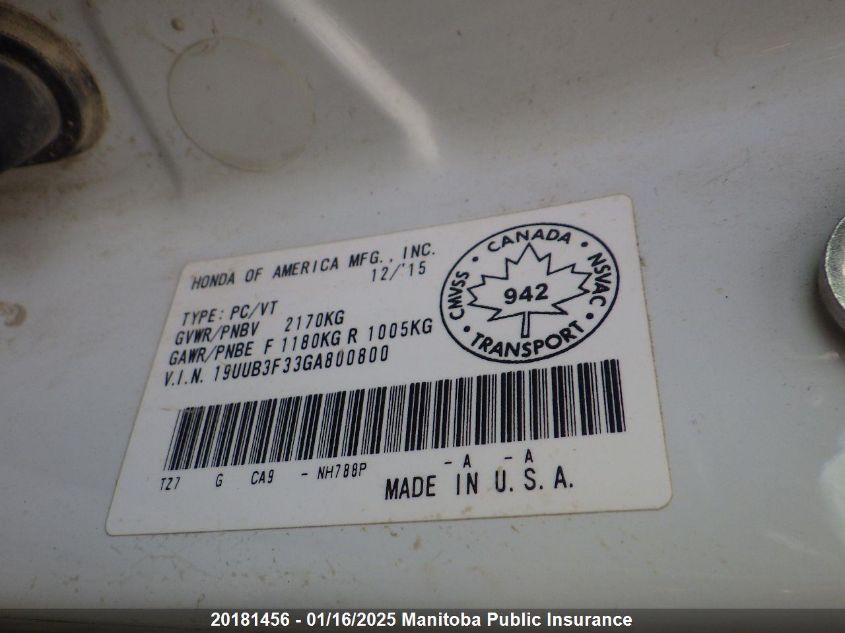 HONDA OF AMERICA MFG., INC.
12/'15
TYPE: PC/VT
GVWR/PNBV 2170KG
GAWR/PNBE F 1180KG R 1005KG
V.I.N. 19UUB3F33GA800800
CANADA
CMVSS • NSVAC
942
• TRANSPORT •
TZ7 G CA9 - NH788P - A - A
MADE IN U.S.A.
20181456 - 01/16/2025 Manitoba Public Insurance